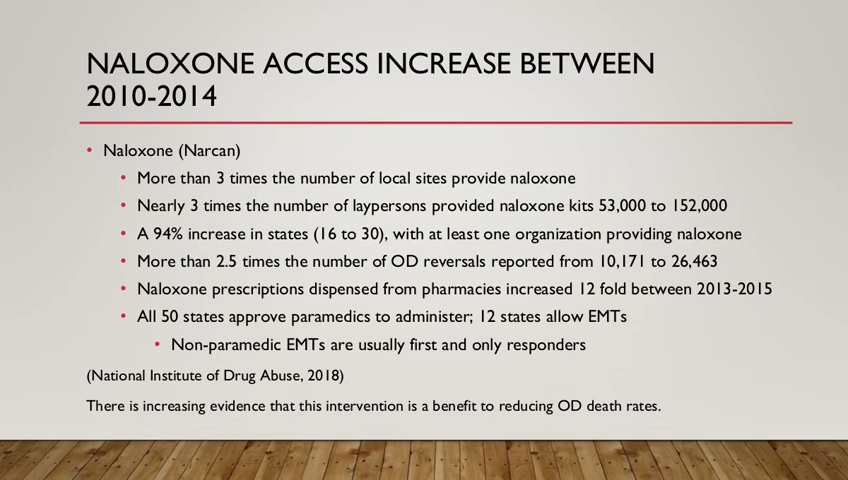 NALOXONE ACCESS INCREASE BETWEEN
2010-2014
• Naloxone (Narcan)
• More than 3 times the number of local sites provide naloxone
• Nearly 3 times the number of laypersons provided naloxone kits 53,000 to 152,000
• A 94% increase in states (16 to 30), with at least one organization providing naloxone
• More than 2.5 times the number of OD reversals reported from 10,171 to 26,463
• Naloxone prescriptions dispensed from pharmacies increased 12 fold between 2013-2015
• All 50 states approve paramedics to administer; 12 states allow EMTs
• Non-paramedic EMTs are usually first and only responders
(National Institute of Drug Abuse, 2018)
There is increasing evidence that this intervention is a benefit to reducing OD death rates.